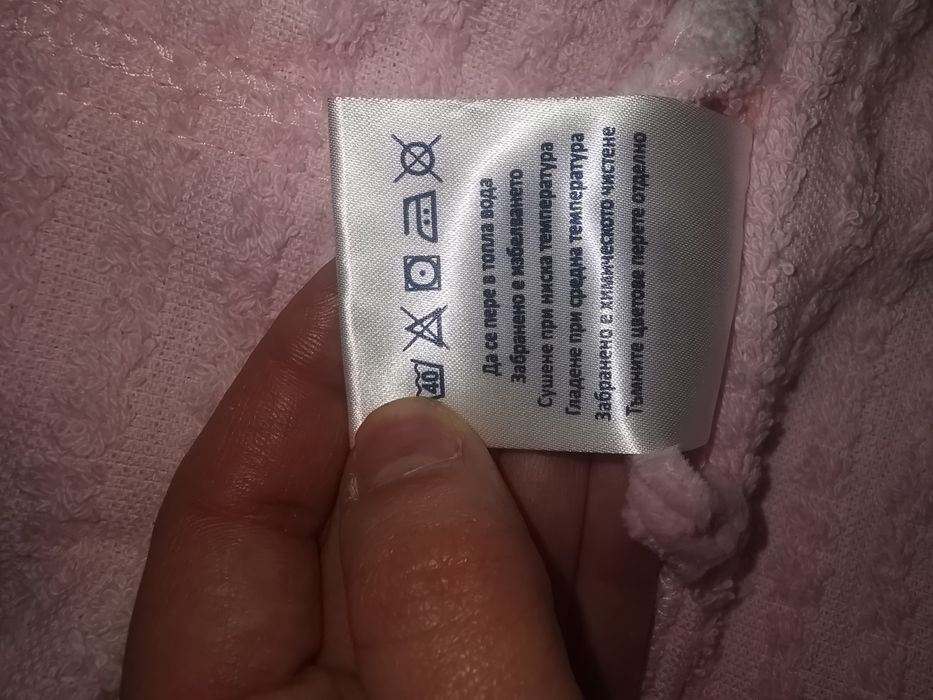 40
Да се пере в топла вода
Забранено е избелването
Сушене при ниска температура
Гладене при средна температура
Забранено е химическото чистене
Тъмните цветове перете отделно